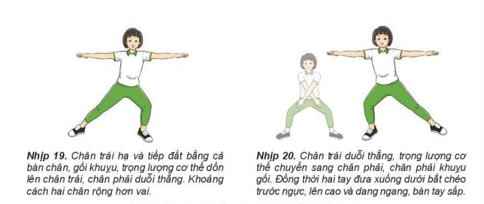 Nhịp 19. Chân trái hạ và tiếp đất bằng cả
bàn chân, gối khuỵu, trọng lượng cơ thể dồn
lên chân trái, chân phải duỗi thẳng. Khoảng
cách hai chân rộng hơn vai.
Nhịp 20. Chân trái duỗi thẳng, trọng lượng cơ
thể chuyển sang chân phải, chân phải khuỵu
gối. Đồng thời hai tay đưa xuống dưới bắt chéo
trước ngực, lên cao và dang ngang, bàn tay sấp.